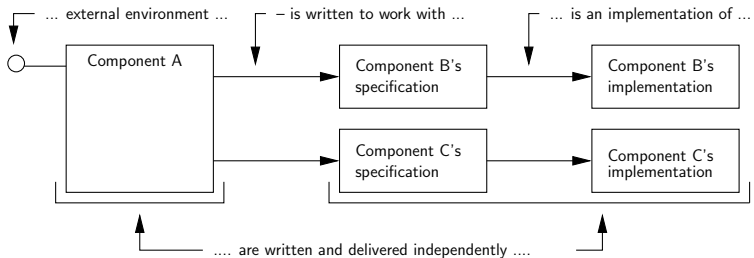 ... external environment ...
– is written to work with ...
... is an implementation of ...
Component A
Component B's
specification
Component B's
implementation
Component C's
specification
Component C's
implementation
.... are written and delivered independently ....